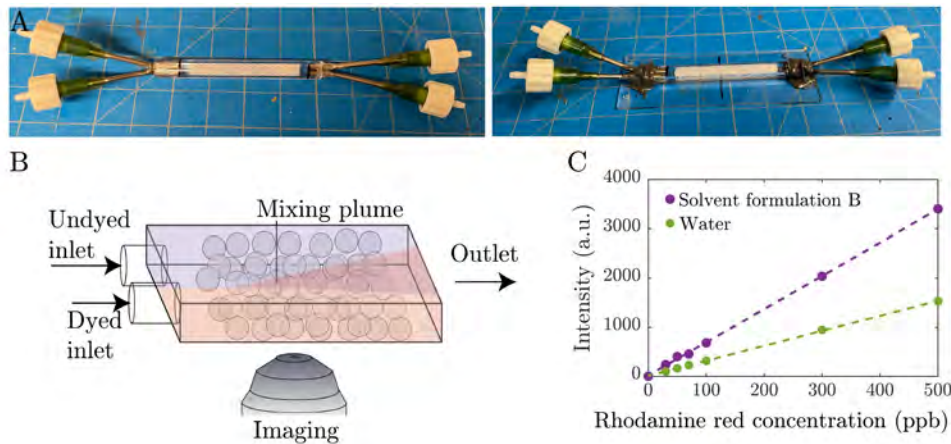 A
B
Undyed
inlet
Mixing plume
Outlet
Dyed
inlet
Imaging
C
4000
3000
2000
1000
0
Intensity (a.u.)
Solvent formulation B
Water
0 100 200 300 400 500
Rhodamine red concentration (ppb)